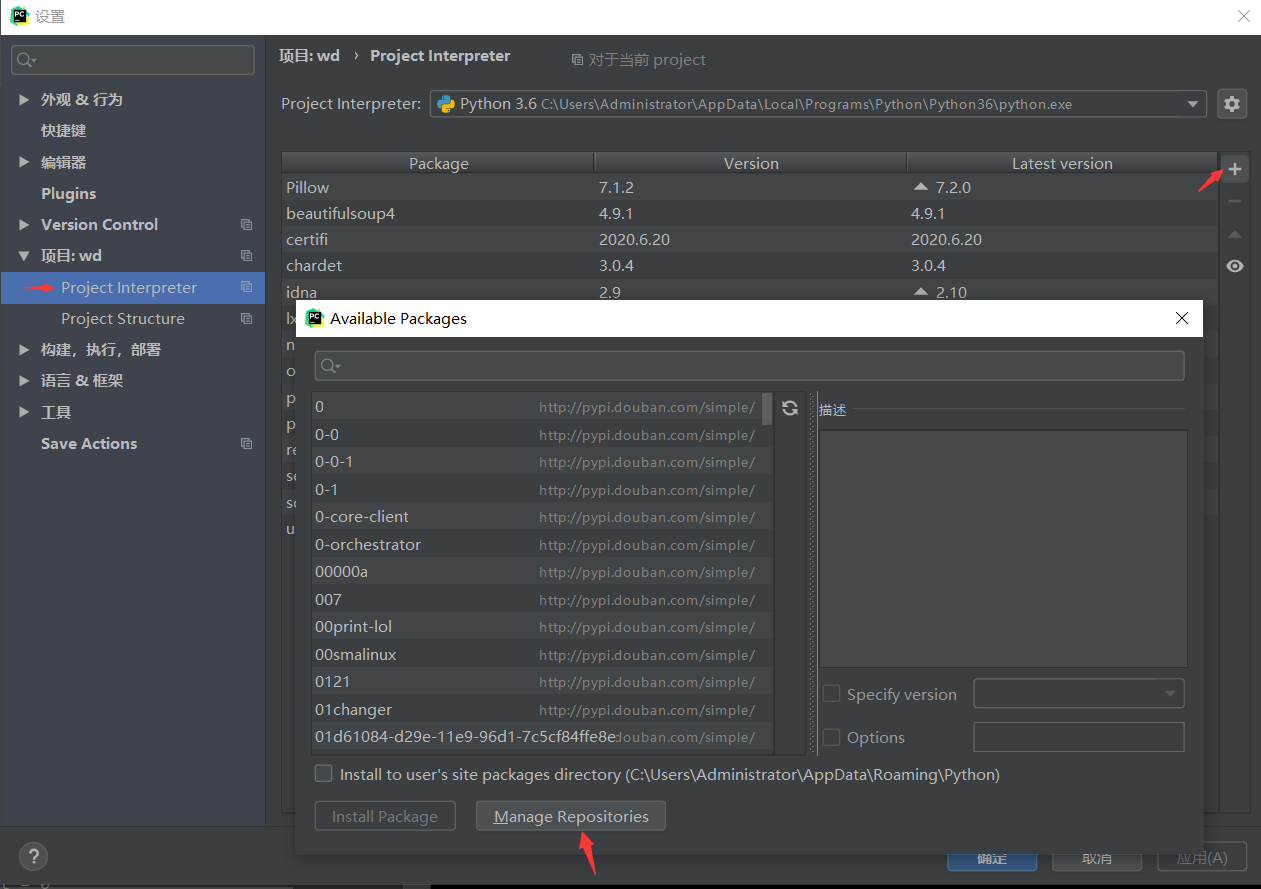 PC 设置
项目: wd › Project Interpreter 对于当前 project
外观 & 行为
快捷键
编辑器
Plugins
Version Control
项目: wd
Project Interpreter
Project Structure
构建，执行，部署
语言 & 框架
工具
Save Actions
Project Interpreter: Python 3.6 C:\Users\Administrator\AppData\Local\Programs\Python\Python36\python.exe
Package Version Latest version
Pillow 7.1.2 7.2.0
beautifulsoup4 4.9.1 4.9.1
certifi 2020.6.20 2020.6.20
chardet 3.0.4 3.0.4
idna 2.9 2.10
lx
n
o
p
p
re
se
so
u
PC Available Packages
0 http://pypi.douban.com/simple/
0-0 http://pypi.douban.com/simple/
0-0-1 http://pypi.douban.com/simple/
0-1 http://pypi.douban.com/simple/
0-core-client http://pypi.douban.com/simple/
0-orchestrator http://pypi.douban.com/simple/
00000a http://pypi.douban.com/simple/
007 http://pypi.douban.com/simple/
00print-lol http://pypi.douban.com/simple/
00smalinux http://pypi.douban.com/simple/
0121 http://pypi.douban.com/simple/
01changer http://pypi.douban.com/simple/
01d61084-d29e-11e9-96d1-7c5cf84ffe8e douban.com/simple/
描述
Specify version
Options
Install to user's site packages directory (C:\Users\Administrator\AppData\Roaming\Python)
Install Package Manage Repositories
? 确定 取消 应用(A)